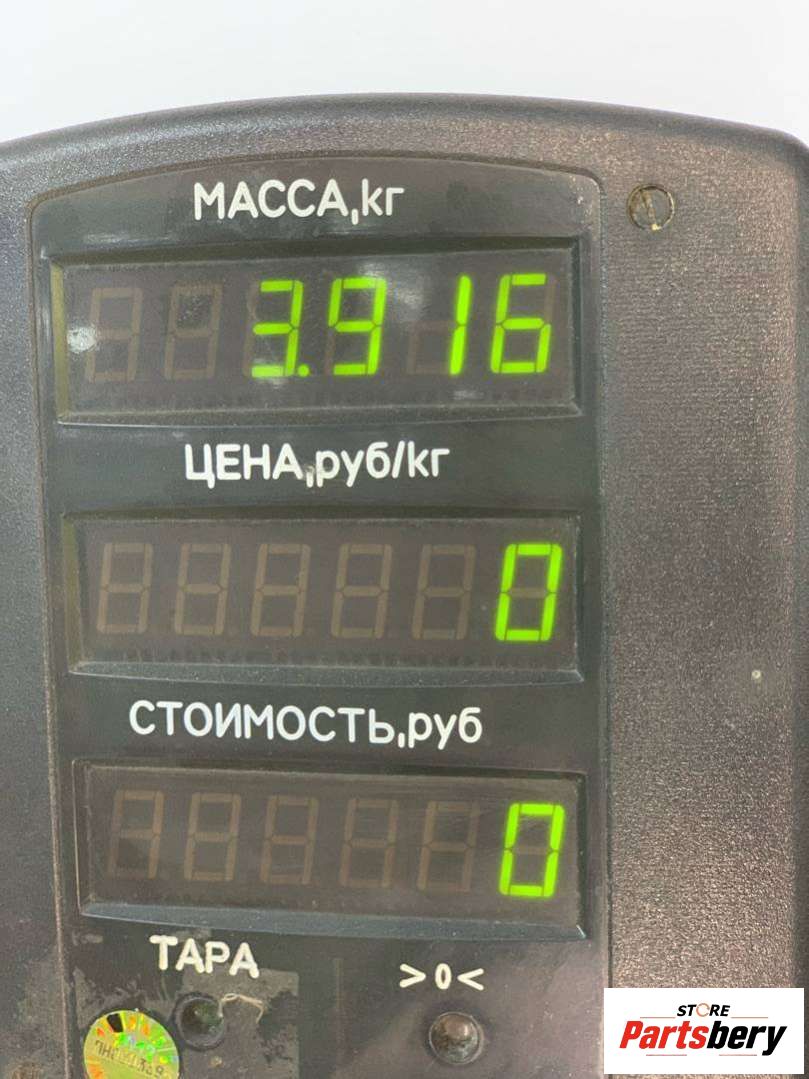 МАССА,кг
3.916
ЦЕНА,руб/кг
0
СТОИМОСТЬ,руб
0
ТАРА
>0<
STORE
Partsbery